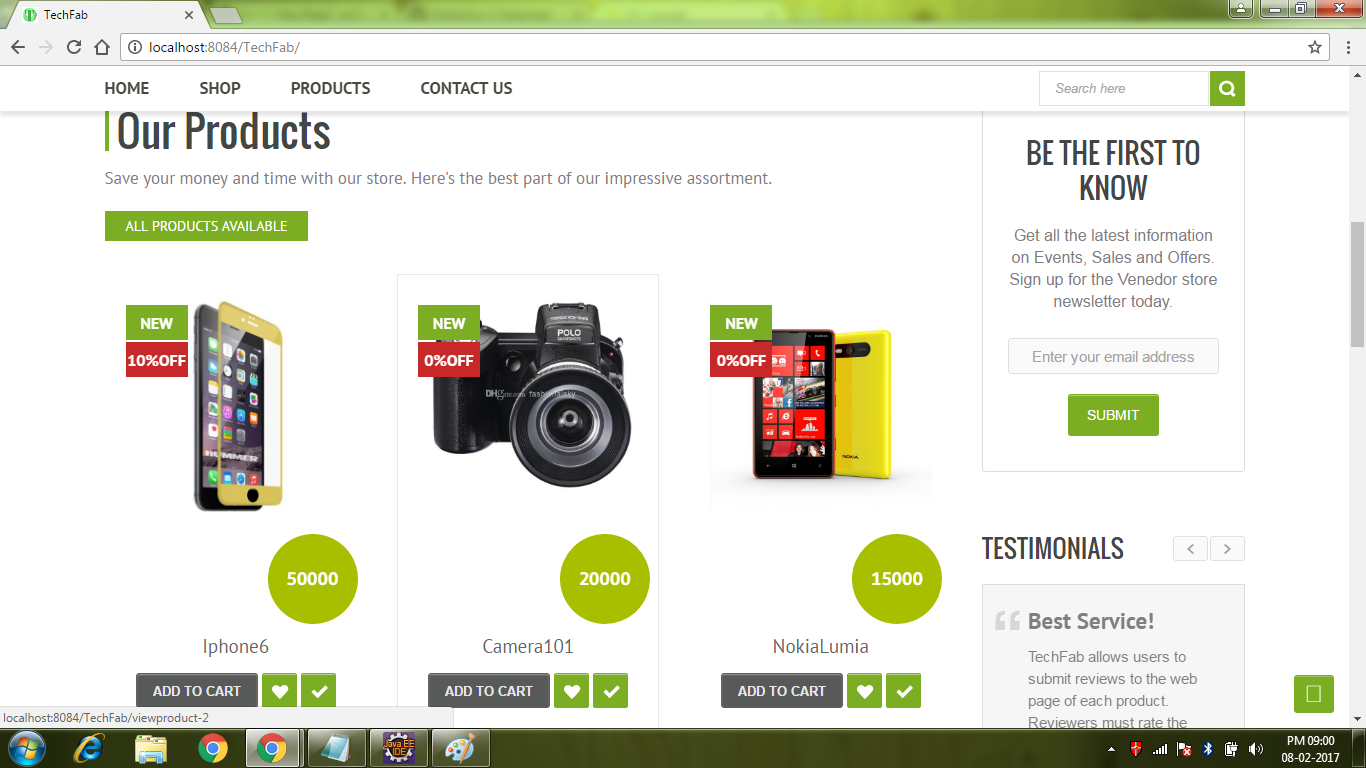 TechFab
localhost:8084/TechFab/
HOME SHOP PRODUCTS CONTACT US
Search here
Our Products
Save your money and time with our store. Here's the best part of our impressive assortment.
ALL PRODUCTS AVAILABLE
NEW
10%OFF
HUMMER
50000
Iphone6
ADD TO CART
NEW
0%OFF
POLO
DHgate.com
20000
Camera101
ADD TO CART
NEW
0%OFF
NOKIA
15000
NokiaLumia
ADD TO CART
BE THE FIRST TO
KNOW
Get all the latest information
on Events, Sales and Offers.
Sign up for the Venedor store
newsletter today.
Enter your email address
SUBMIT
TESTIMONIALS
Best Service!
TechFab allows users to
submit reviews to the web
page of each product.
Reviewers must rate the
localhost:8084/TechFab/viewproduct-2
Java EE
IDE
PM 09:00
08-02-2017